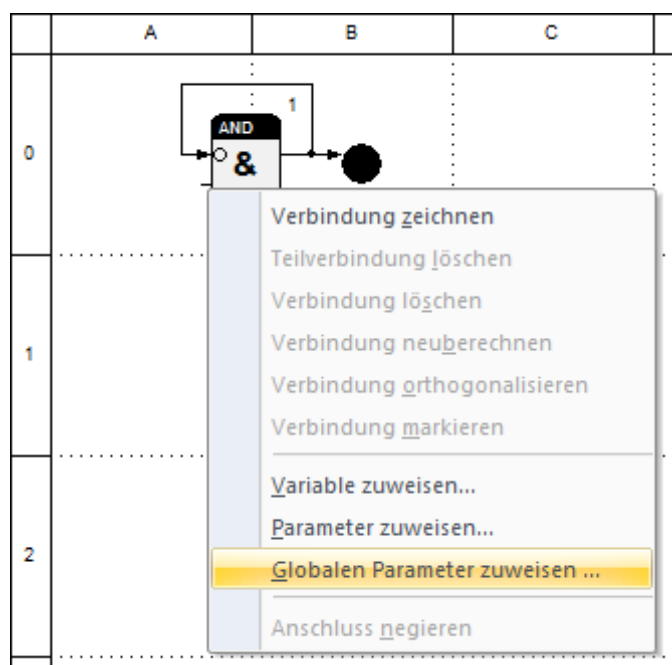 A B C
1
0
AND
&
Verbindung zeichnen
Teilverbindung löschen
Verbindung löschen
1
Verbindung neuberechnen
Verbindung orthogonalisieren
Verbindung markieren
Variable zuweisen...
Parameter zuweisen...
2
Globalen Parameter zuweisen ...
Anschluss negieren